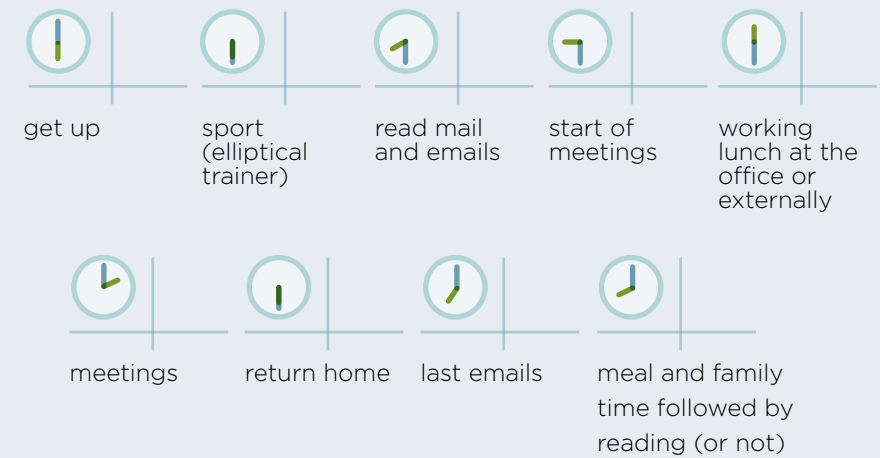 get up
sport
(elliptical
trainer)
read mail
and emails
start of
meetings
working
lunch at the
office or
externally
meetings
return home
last emails
meal and family
time followed by
reading (or not)